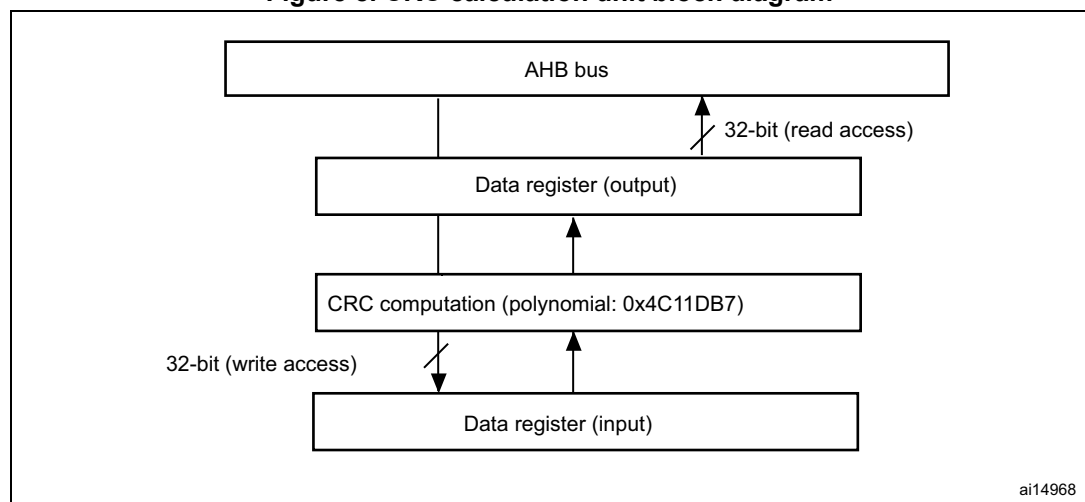 AHB bus
32-bit (read access)
Data register (output)
CRC computation (polynomial: 0x4C11DB7)
32-bit (write access)
Data register (input)
ai14968